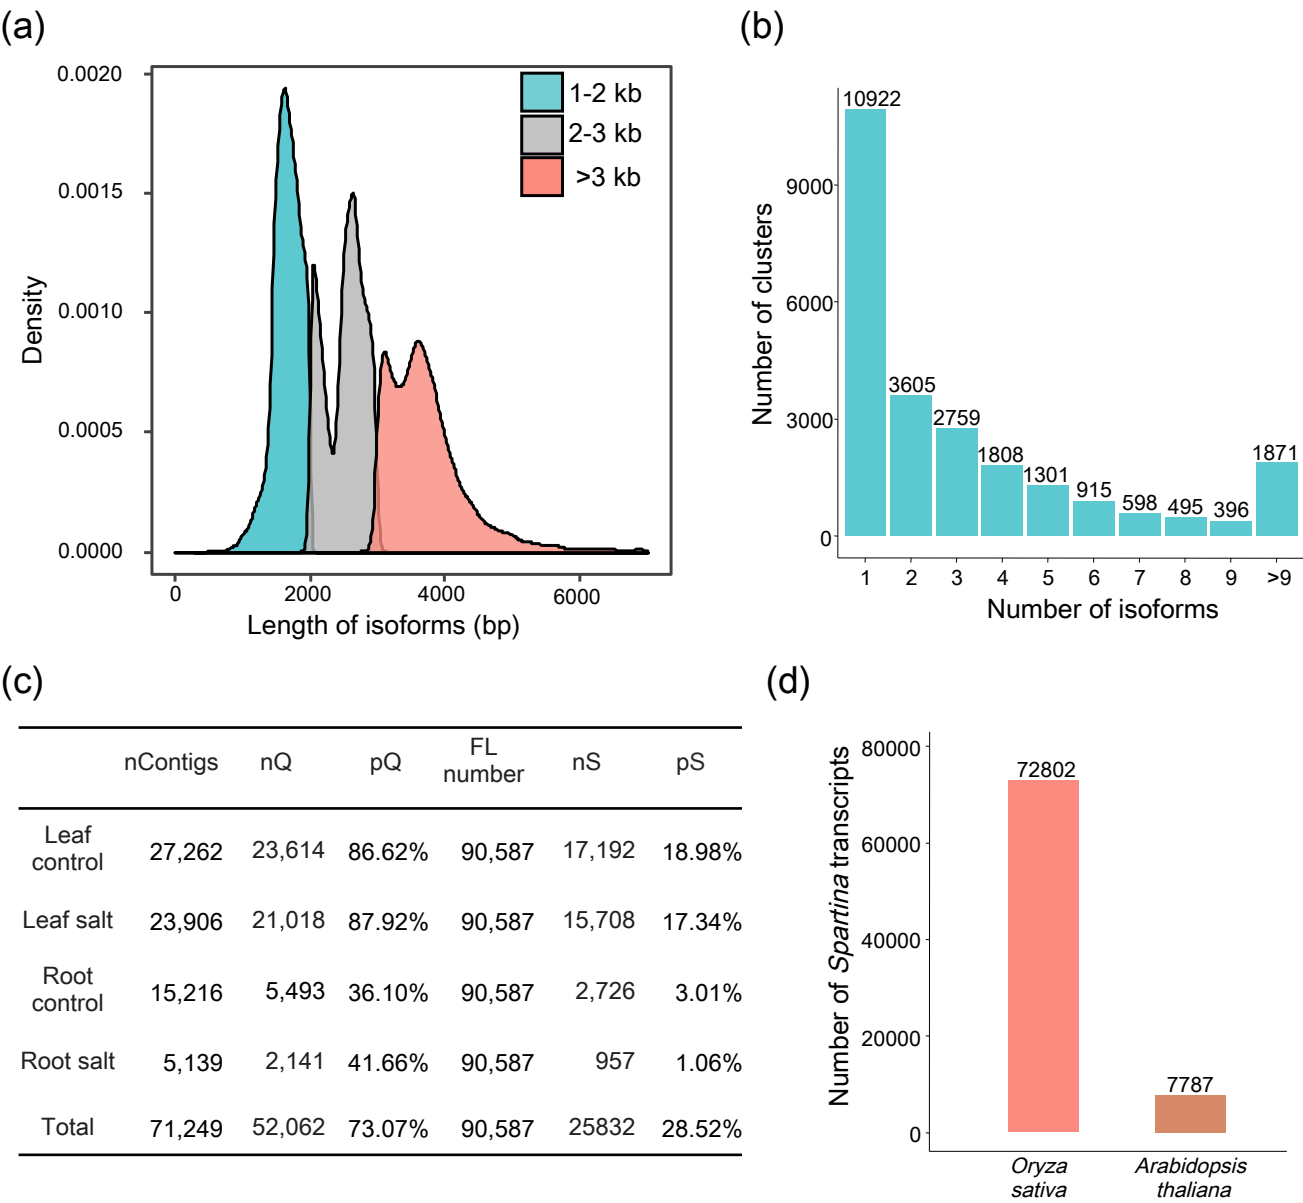 (a)
0.0020
0.0015
0.0010
0.0005
0.0000
Density
1-2 kb
2-3 kb
>3 kb
0 2000 4000 6000
Length of isoforms (bp)
(b)
Number of clusters
9000
6000
3000
0
10922
3605
2759
1808
1301
915
598
495
396
1871
1 2 3 4 5 6 7 8 9 >9
Number of isoforms
(c)
nContigs nQ pQ FL number nS pS
Leaf control 27,262 23,614 86.62% 90,587 17,192 18.98%
Leaf salt 23,906 21,018 87.92% 90,587 15,708 17.34%
Root control 15,216 5,493 36.10% 90,587 2,726 3.01%
Root salt 5,139 2,141 41.66% 90,587 957 1.06%
Total 71,249 52,062 73.07% 90,587 25832 28.52%
(d)
Number of Spartina transcripts
80000
60000
40000
20000
0
72802
7787
Oryza sativa
Arabidopsis thaliana